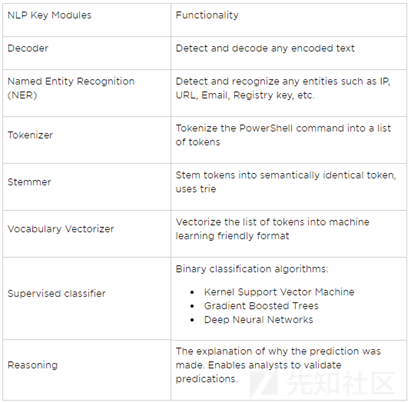 NLP Key Modules Functionality
Decoder Detect and decode any encoded text
Named Entity Recognition
(NER)
Detect and recognize any entities such as IP,
URL, Email, Registry key, etc.
Tokenizer
Tokenize the PowerShell command into a list
of tokens
Stemmer
Stem tokens into semantically identical token,
uses trie
Vocabulary Vectorizer
Vectorize the list of tokens into machine
learning friendly format
Supervised classifier
Binary classification algorithms:
• Kernel Support Vector Machine
• Gradient Boosted Trees
• Deep Neural Networks
Reasoning
The explanation of why the prediction was
made. Enables analysts to validate
predications.
先知社区